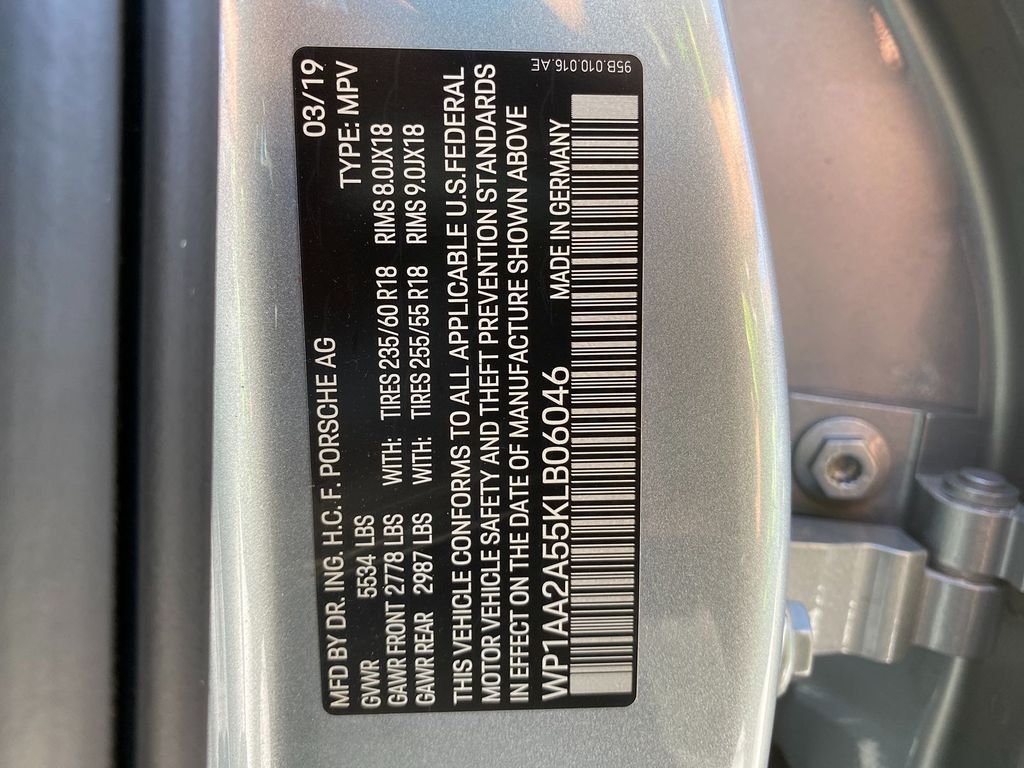 MFD BY DR. ING. H.C. F. PORSCHE AG 03/19
GVWR 5534 LBS TYPE: MPV
GAWR FRONT 2778 LBS WITH: TIRES 235/60 R18 RIMS 8.0JX18
GAWR REAR 2987 LBS WITH: TIRES 255/55 R18 RIMS 9.0JX18
THIS VEHICLE CONFORMS TO ALL APPLICABLE U.S.FEDERAL
MOTOR VEHICLE SAFETY AND THEFT PREVENTION STANDARDS
IN EFFECT ON THE DATE OF MANUFACTURE SHOWN ABOVE
WP1AA2A55KLB06046 MADE IN GERMANY
95B.010.016.AE